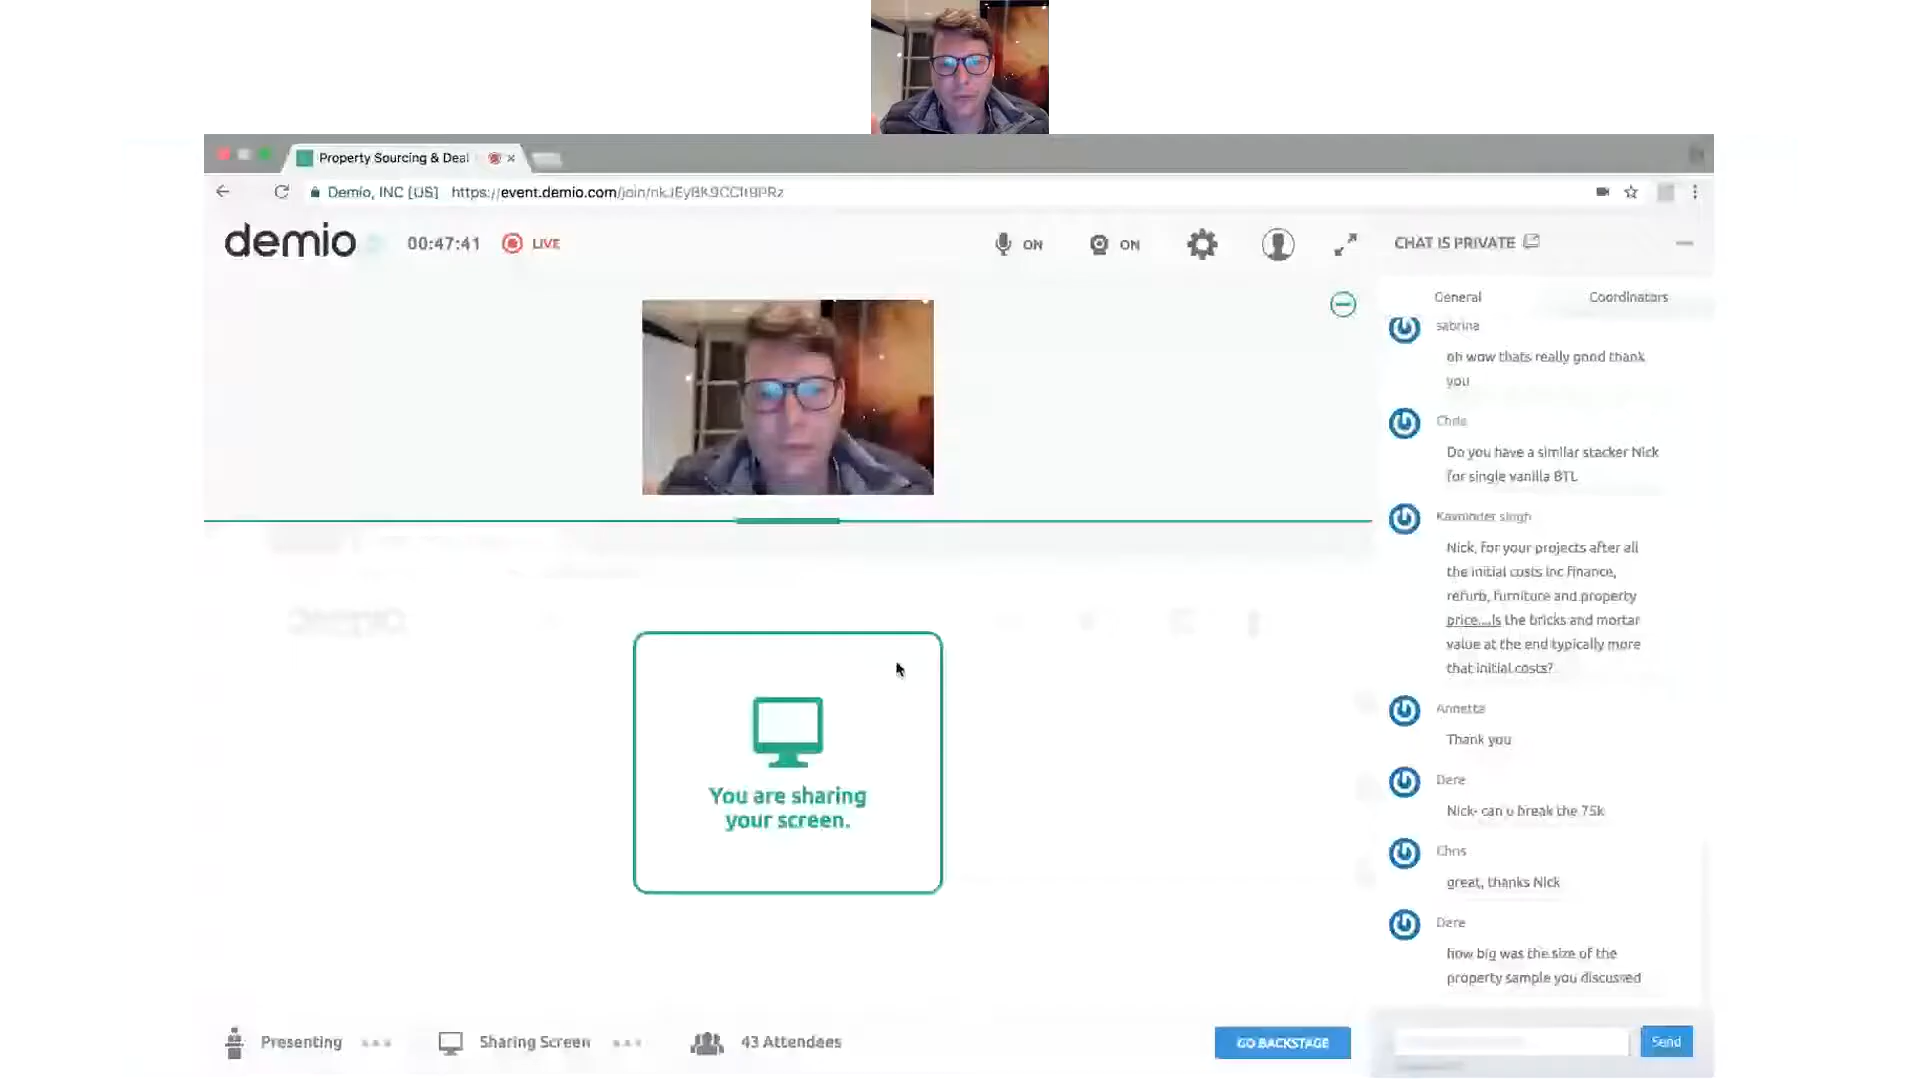 Property Sourcing & Deal
Demio, INC [US] https://event.demio.com/join/
demio 00:47:41 LIVE ON ON
CHAT IS PRIVATE
General Coordinators
sabrina
oh wow thats really good thank
you
Chris
Do you have a similar stacker Nick
for single vanilla BTL
singh
Nick, for your projects after all
the initial costs inc finance,
refurb, furniture and property
price....Is the bricks and mortar
value at the end typically more
that initial costs?
Annetta
Thank you
Dere
Nick- can u break the 75k
Chris
great, thanks Nick
Dere
how big was the size of the
property sample you discussed
You are sharing
your screen.
Presenting Sharing Screen 43 Attendees GO BACKSTAGE Send